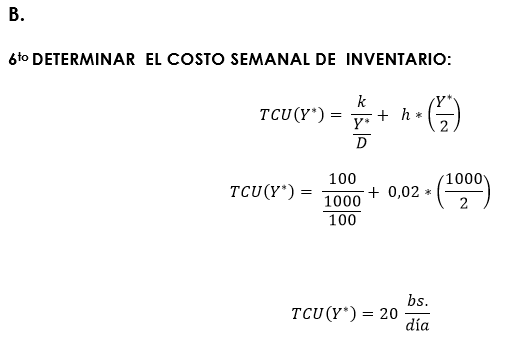 B.
6to DETERMINAR EL COSTO SEMANAL DE INVENTARIO:
TCU(Y*) = k / (Y* / D) + h * (Y* / 2)
TCU(Y*) = 100 / (1000 / 100) + 0,02 * (1000 / 2)
TCU(Y*) = 20 bs. / día